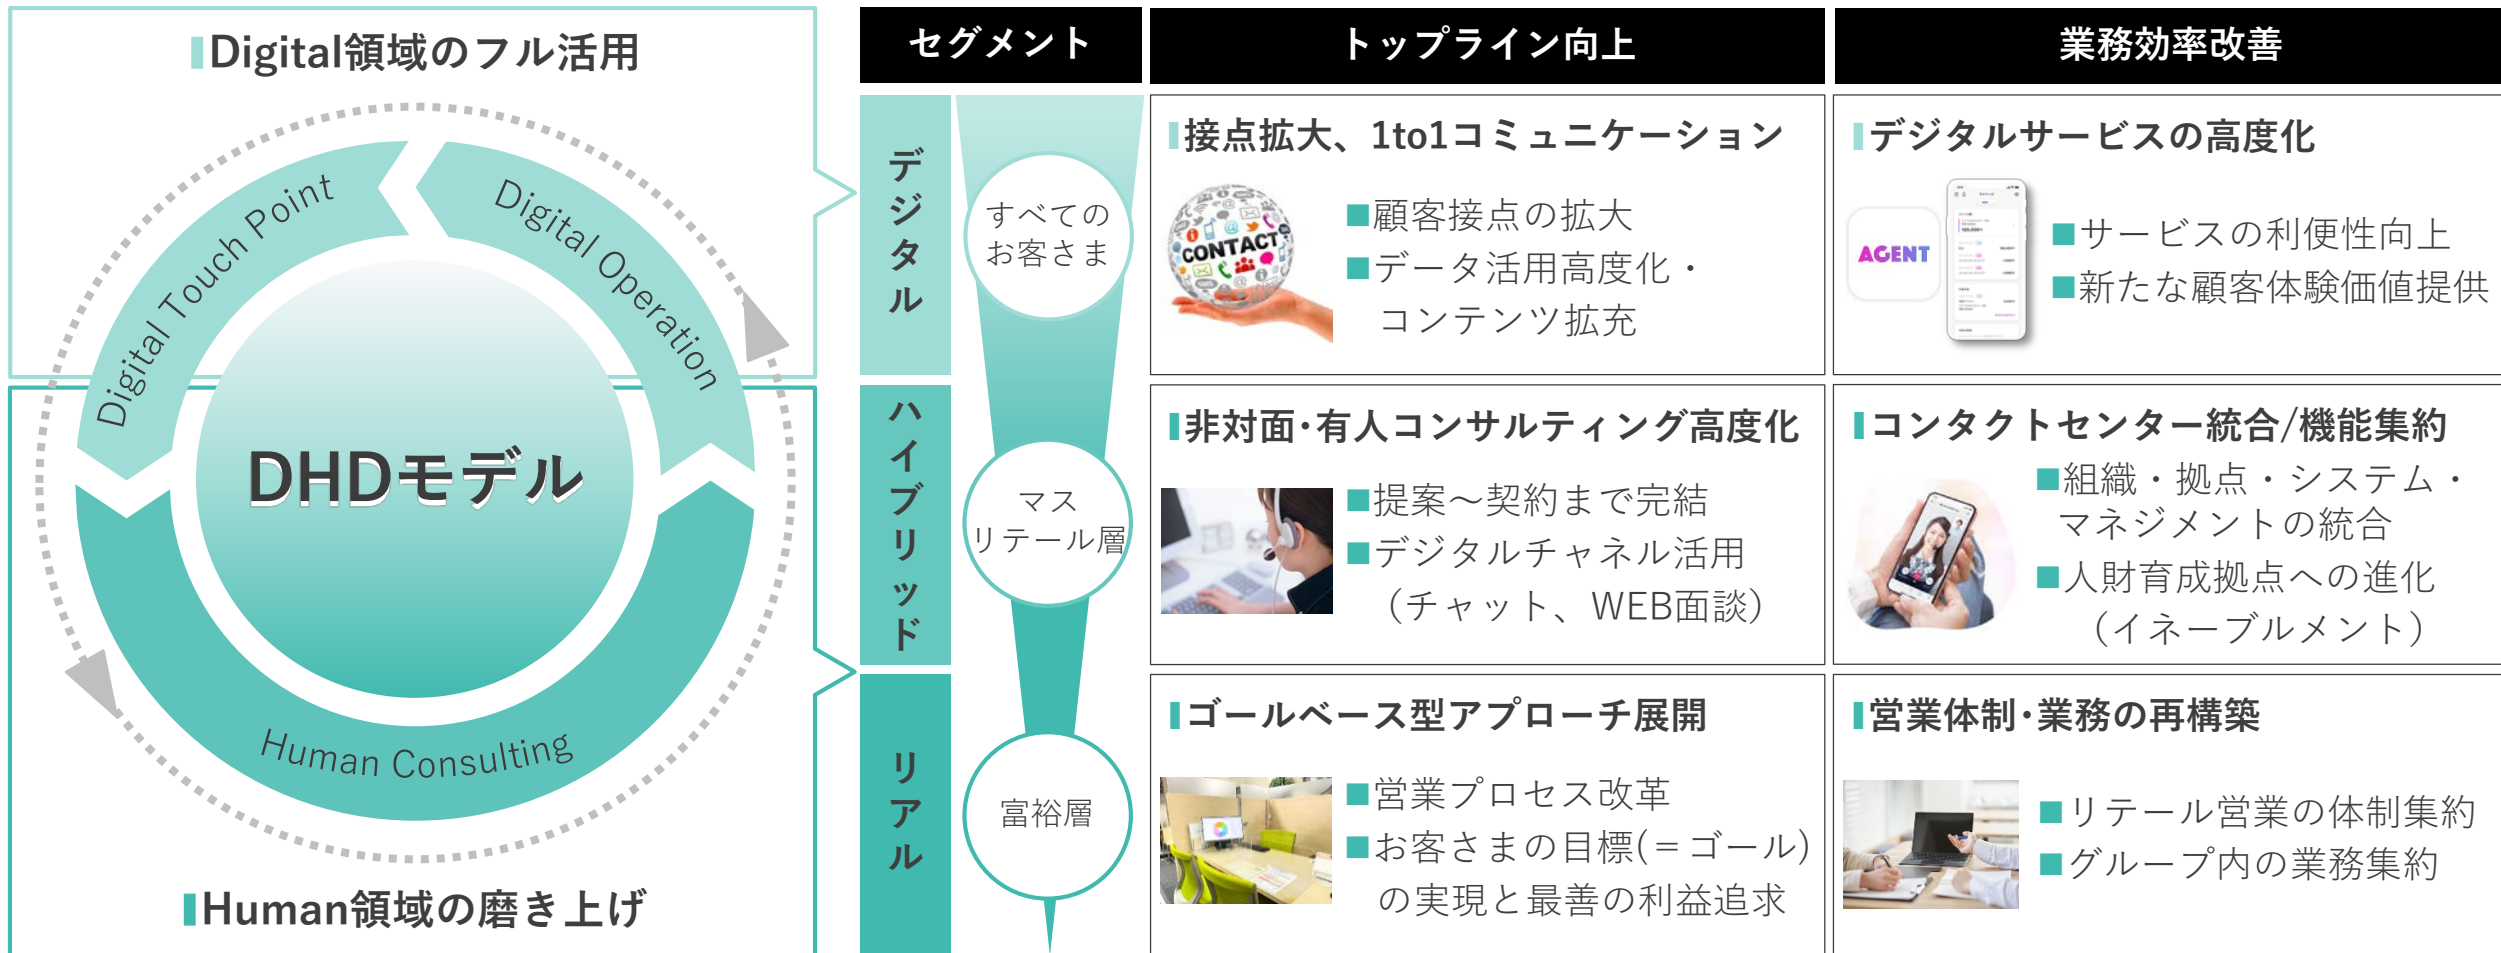 Digital領域のフル活用
Digital Touch Point
Digital Operation
DHDモデル
Human Consulting
Human領域の磨き上げ
セグメント
トップライン向上
業務効率改善
デジタル
すべての
お客さま
接点拡大、1to1コミュニケーション
CONTACT
■顧客接点の拡大
■データ活用高度化・
コンテンツ拡充
デジタルサービスの高度化
AGENT
■サービスの利便性向上
■新たな顧客体験価値提供
ハイブリッド
マス
リテール層
非対面・有人コンサルティング高度化
■提案～契約まで完結
■デジタルチャネル活用
（チャット、WEB面談）
コンタクトセンター統合/機能集約
■組織・拠点・システム・
マネジメントの統合
■人財育成拠点への進化
（イネーブルメント）
リアル
富裕層
ゴールベース型アプローチ展開
■営業プロセス改革
■お客さまの目標(＝ゴール)
の実現と最善の利益追求
営業体制・業務の再構築
■リテール営業の体制集約
■グループ内の業務集約